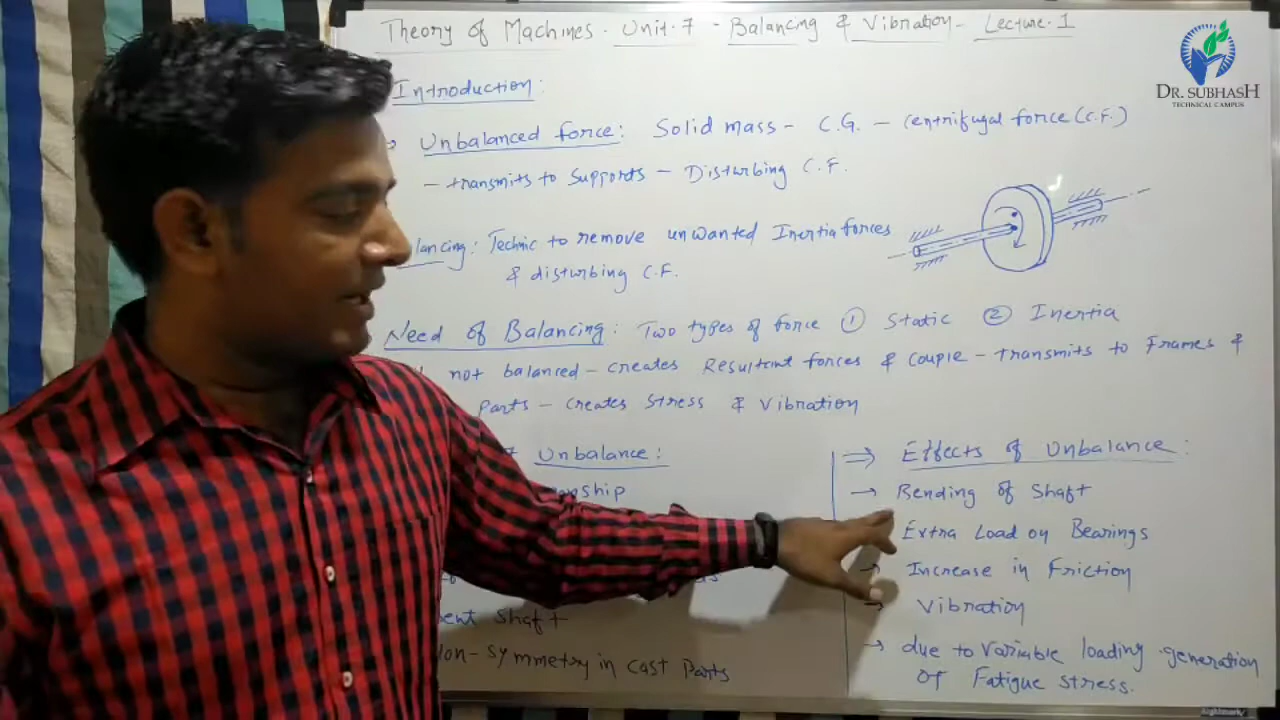 Theory of Machines - Unit-7 - Balancing & Vibration - Lecture-1
DR. SUBHASH
TECHNICAL CAMPUS
Introduction:
Unbalanced force: Solid mass - C.G. - centrifugal force (C.F.)
- transmits to Supports - Disturbing C.F.
lancing: Technic to remove unwanted Inertia forces
& disturbing C.F.
Need of Balancing: Two types of force ① Static ② Inertia
not balanced - creates Resultant forces & couple - transmits to Frames &
Parts - creates stress & Vibration
Unbalance:
⇒ Effects of Unbalance:
→ Bending of Shaft
Extra Load on Bearings
→ Increase in Friction
→ Vibration
→ due to variable loading generation
of Fatigue stress.
Shaft
Non-symmetry in cast Parts